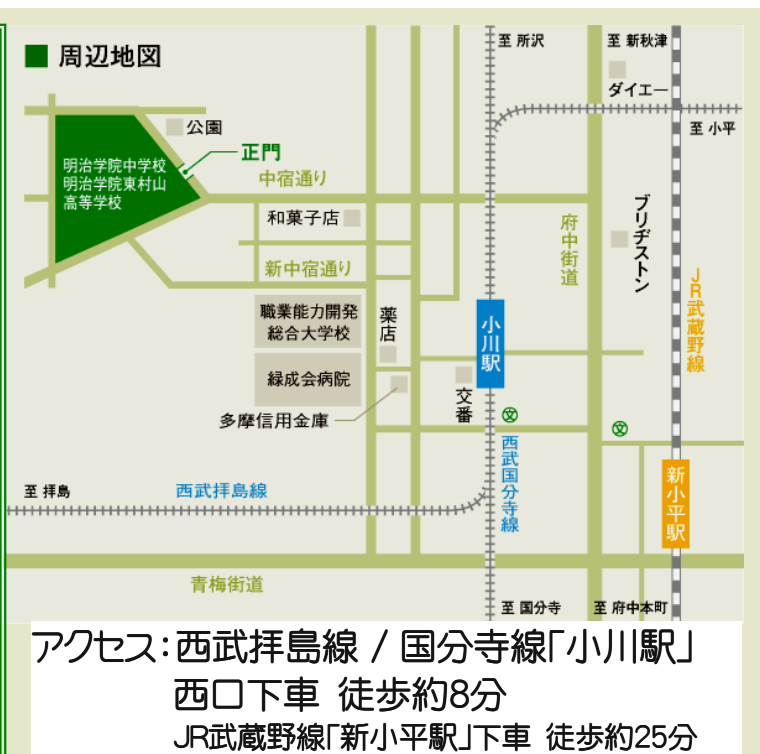 周辺地図
至 所沢
至 新秋津
ダイエー
至 小平
公園
正門
明治学院中学校
明治学院東村山
高等学校
中宿通り
和菓子店
府中街道
ブリヂストン
新中宿通り
JR武蔵野線
職業能力開発
総合大学校
薬店
小川駅
緑成会病院
交番
多摩信用金庫
文
文
西武国分寺線
新小平駅
至 拝島
西武拝島線
青梅街道
至 国分寺
至 府中本町
アクセス：西武拝島線 / 国分寺線「小川駅」
西口下車 徒歩約8分
JR武蔵野線「新小平駅」下車 徒歩約25分